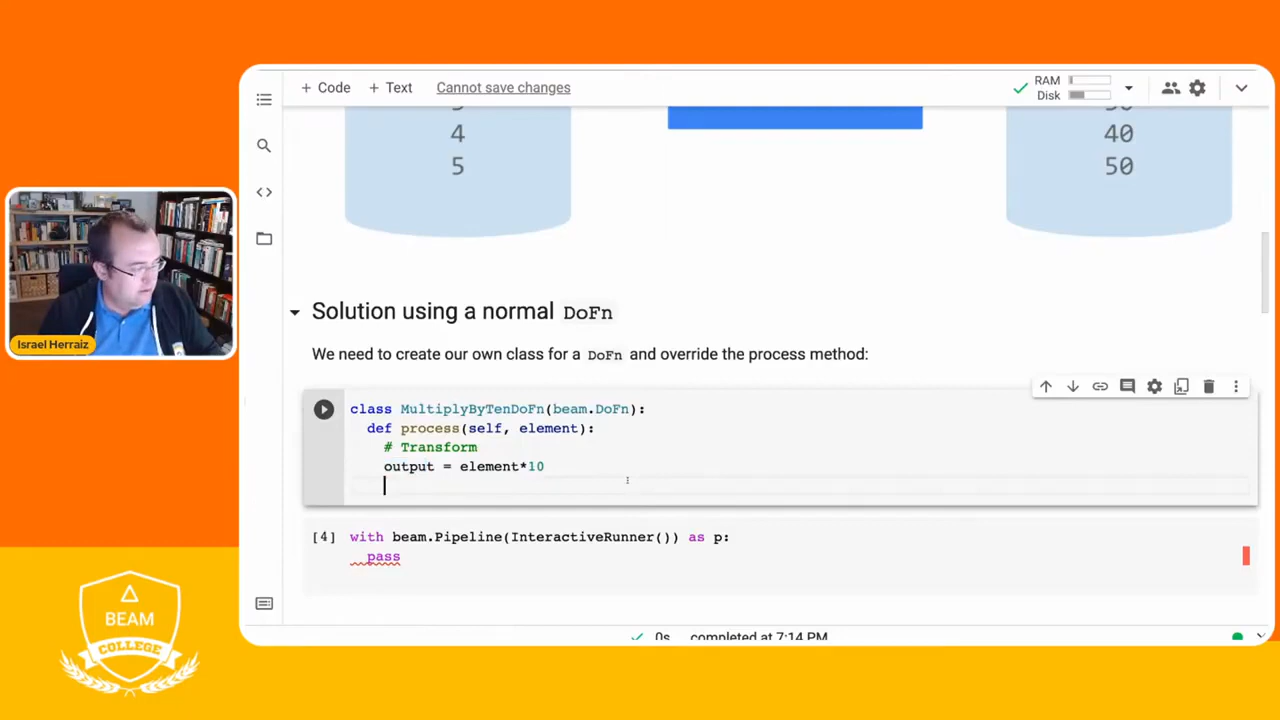 + Code + Text Cannot save changes
RAM
Disk
4
5
40
50
Solution using a normal DoFn
We need to create our own class for a DoFn and override the process method:
class MultiplyByTenDoFn(beam.DoFn):
def process(self, element):
# Transform
output = element*10
[4] with beam.Pipeline(InteractiveRunner()) as p:
pass
0s completed at 7:14 PM
Israel Herraiz
BEAM
COLLEGE